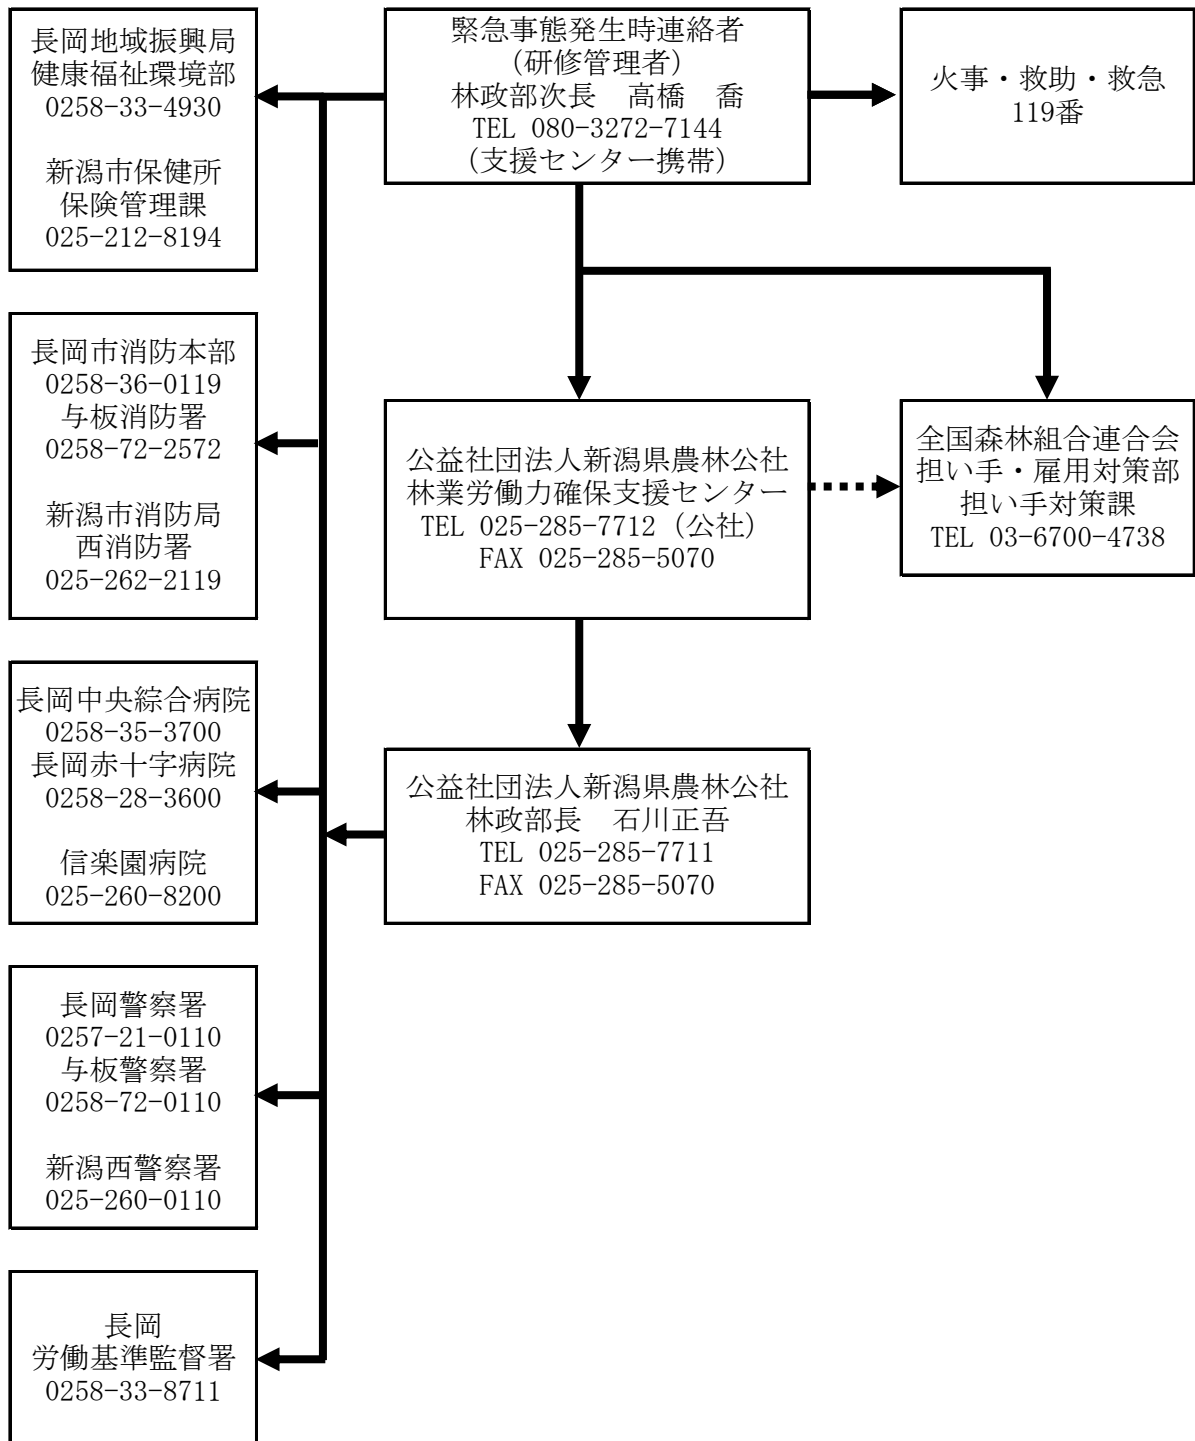 長岡地域振興局
健康福祉環境部
0258-33-4930
新潟市保健所
保険管理課
025-212-8194
緊急事態発生時連絡者
(研修管理者)
林政部次長　高橋　喬
TEL 080-3272-7144
(支援センター携帯)
火事・救助・救急
119番
長岡市消防本部
0258-36-0119
与板消防署
0258-72-2572
新潟市消防局
西消防署
025-262-2119
公益社団法人新潟県農林公社
林業労働力確保支援センター
TEL 025-285-7712 (公社)
FAX 025-285-5070
全国森林組合連合会
担い手・雇用対策部
担い手対策課
TEL 03-6700-4738
長岡中央綜合病院
0258-35-3700
長岡赤十字病院
0258-28-3600
信楽園病院
025-260-8200
公益社団法人新潟県農林公社
林政部長　石川正吾
TEL 025-285-7711
FAX 025-285-5070
長岡警察署
0257-21-0110
与板警察署
0258-72-0110
新潟西警察署
025-260-0110
長岡
労働基準監督署
0258-33-8711